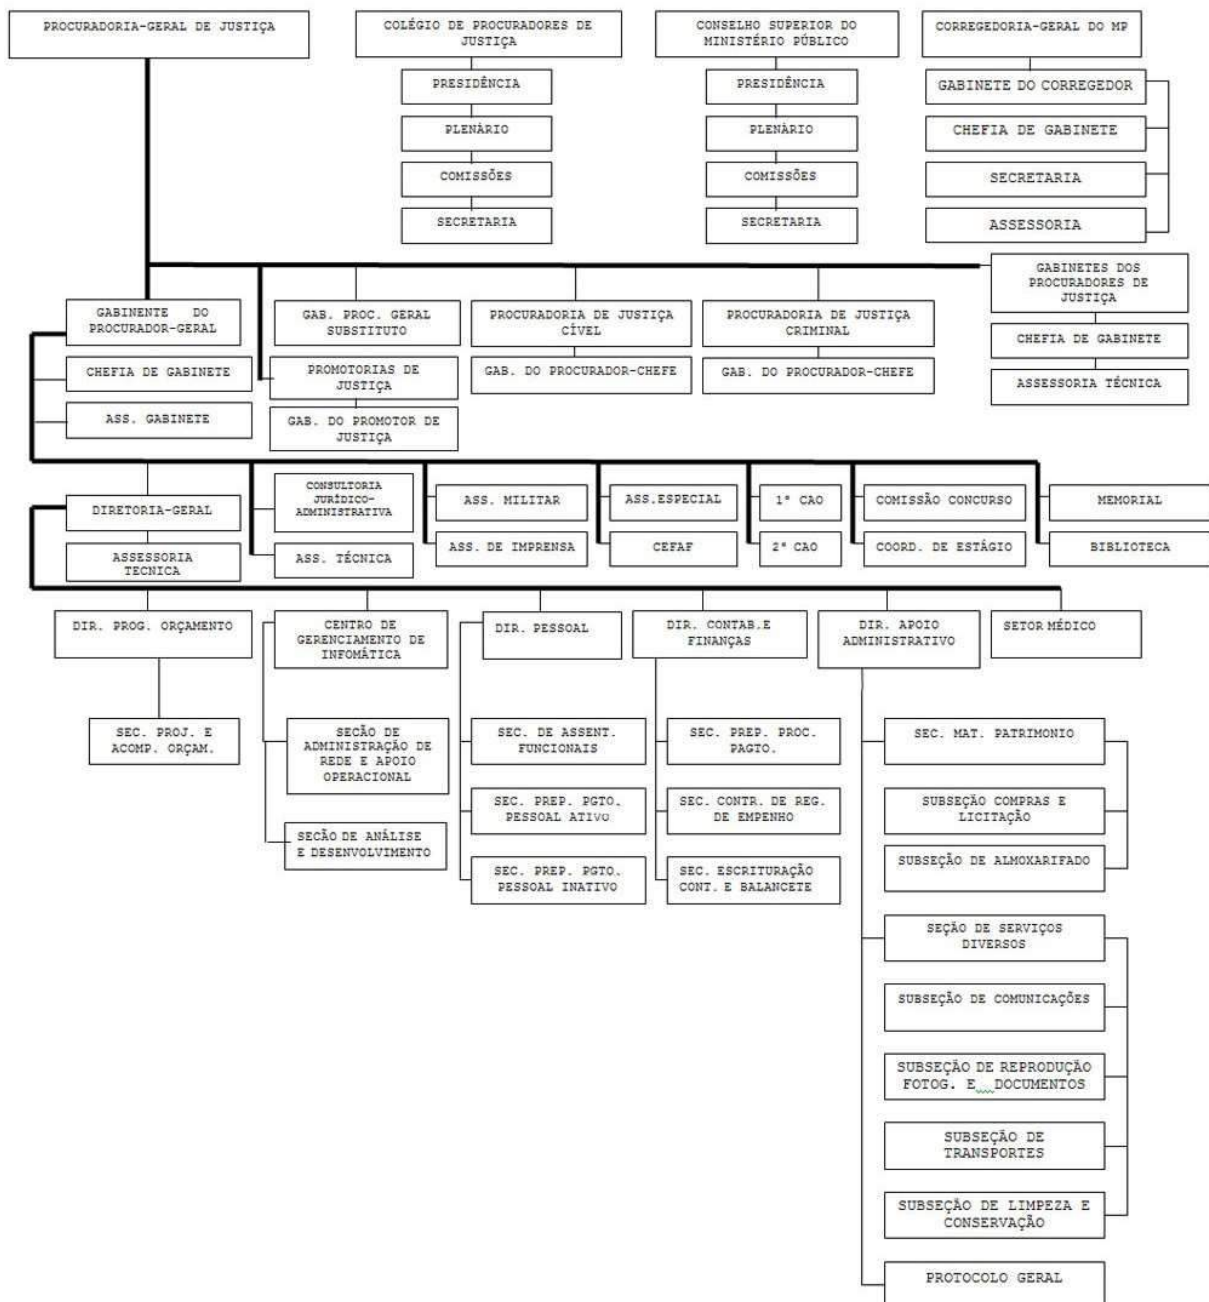 PROCURADORIA-GERAL DE JUSTIÇA
COLÉGIO DE PROCURADORES DE
JUSTIÇA
CONSELHO SUPERIOR DO
MINISTÉRIO PÚBLICO
CORREGEDORIA-GERAL DO MP
PRESIDÊNCIA
PLENÁRIO
COMISSÕES
SECRETARIA
PRESIDÊNCIA
PLENÁRIO
COMISSÕES
SECRETARIA
GABINETE DO CORREGEDOR
CHEFIA DE GABINETE
SECRETARIA
ASSESSORIA
GABINENTE DO
PROCURADOR-GERAL
CHEFIA DE GABINETE
ASS. GABINETE
GAB. PROC. GERAL
SUBSTITUTO
PROMOTORIAS DE
JUSTIÇA
GAB. DO PROMOTOR DE
JUSTIÇA
PROCURADORIA DE JUSTIÇA
CÍVEL
GAB. DO PROCURADOR-CHEFE
PROCURADORIA DE JUSTIÇA
CRIMINAL
GAB. DO PROCURADOR-CHEFE
GABINETES DOS
PROCURADORES DE
JUSTIÇA
CHEFIA DE GABINETE
ASSESSORIA TÉCNICA
DIRETORIA-GERAL
ASSESSORIA
TECNICA
CONSULTORIA
JURÍDICO-
ADMINISTRATIVA
ASS. TÉCNICA
ASS. MILITAR
ASS. DE IMPRENSA
ASS.ESPECIAL
CEFAF
1º CAO
2º CAO
COMISSÃO CONCURSO
COORD. DE ESTÁGIO
MEMORIAL
BIBLIOTECA
DIR. PROG. ORÇAMENTO
CENTRO DE
GERENCIAMENTO DE
INFOMÁTICA
DIR. PESSOAL
DIR. CONTAB.E
FINANÇAS
DIR. APOIO
ADMINISTRATIVO
SETOR MÉDICO
SEC. PROJ. E
ACOMP. ORÇAM.
SECÃO DE
ADMINISTRAÇÃO DE
REDE E APOIO
OPERACIONAL
SECÃO DE ANÁLISE
E DESENVOLVIMENTO
SEC. DE ASSENT.
FUNCIONAIS
SEC. PREP. PGTO.
PESSOAL ATIVO
SEC. PREP. PGTO.
PESSOAL INATIVO
SEC. PREP. PROC.
PAGTO.
SEC. CONTR. DE REG.
DE EMPENHO
SEC. ESCRITURAÇÃO
CONT. E BALANCETE
SEC. MAT. PATRIMONIO
SUBSEÇÃO COMPRAS E
LICITAÇÃO
SUBSEÇÃO DE ALMOXARIFADO
SEÇÃO DE SERVIÇOS
DIVERSOS
SUBSEÇÃO DE COMUNICAÇÕES
SUBSEÇÃO DE REPRODUÇÃO
FOTOG. E DOCUMENTOS
SUBSEÇÃO DE
TRANSPORTES
SUBSEÇÃO DE LIMPEZA E
CONSERVAÇÃO
PROTOCOLO GERAL